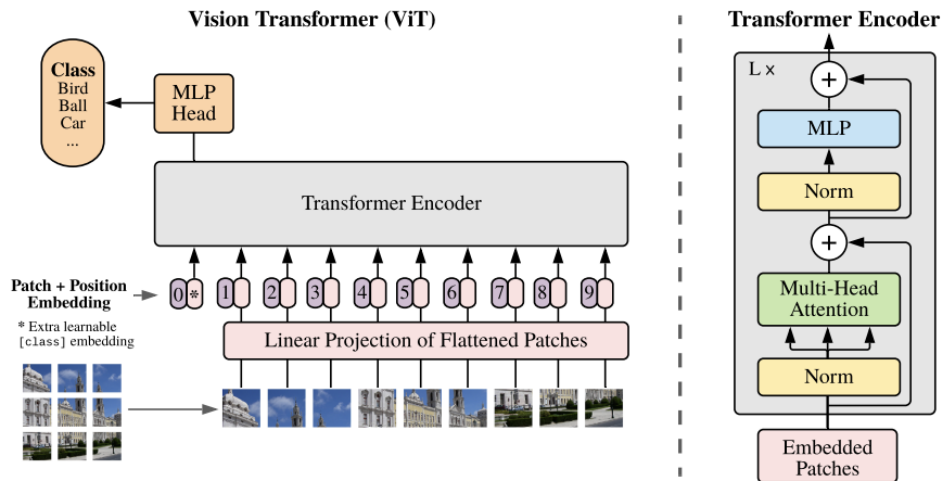 Vision Transformer (ViT)
Class
Bird
Ball
Car
...
MLP
Head
Transformer Encoder
Patch + Position
Embedding
0 * 1 2 3 4 5 6 7 8 9
* Extra learnable
[class] embedding
Linear Projection of Flattened Patches
Transformer Encoder
L x
+
MLP
Norm
+
Multi-Head
Attention
Norm
Embedded
Patches